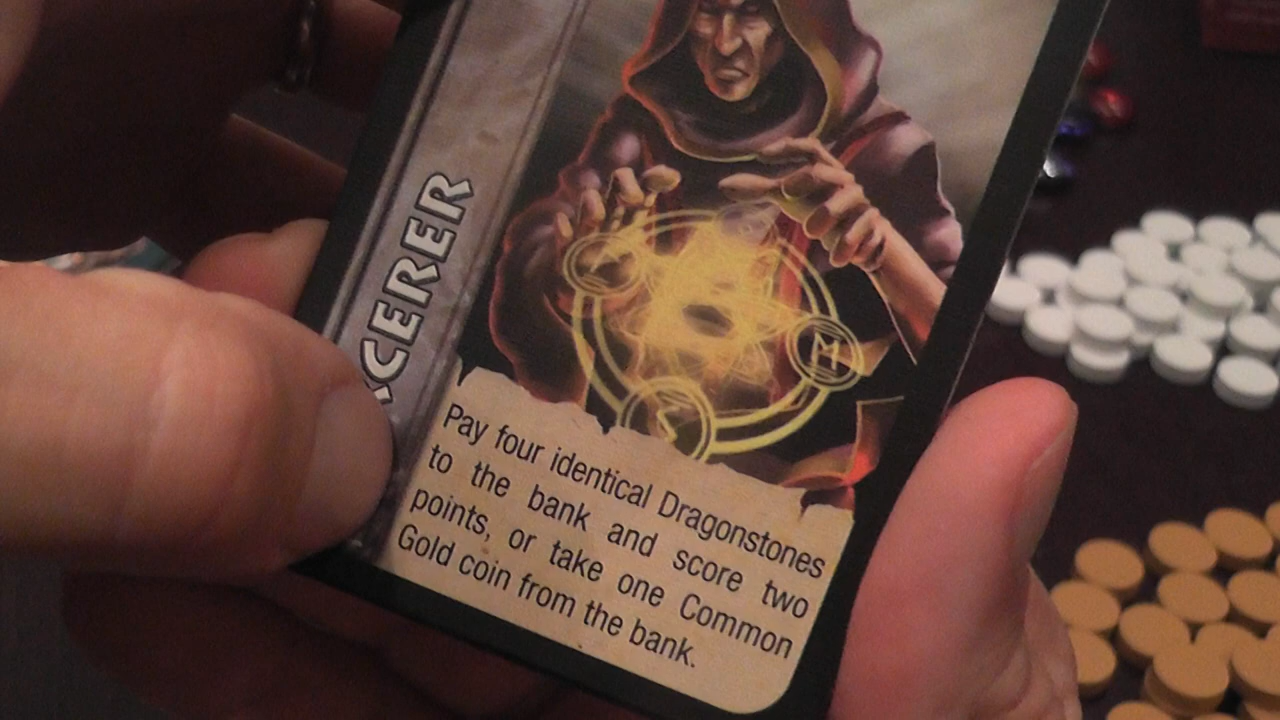 CERER
Pay four identical Dragonstones
to the bank and score two
points, or take one Common
Gold coin from the bank.